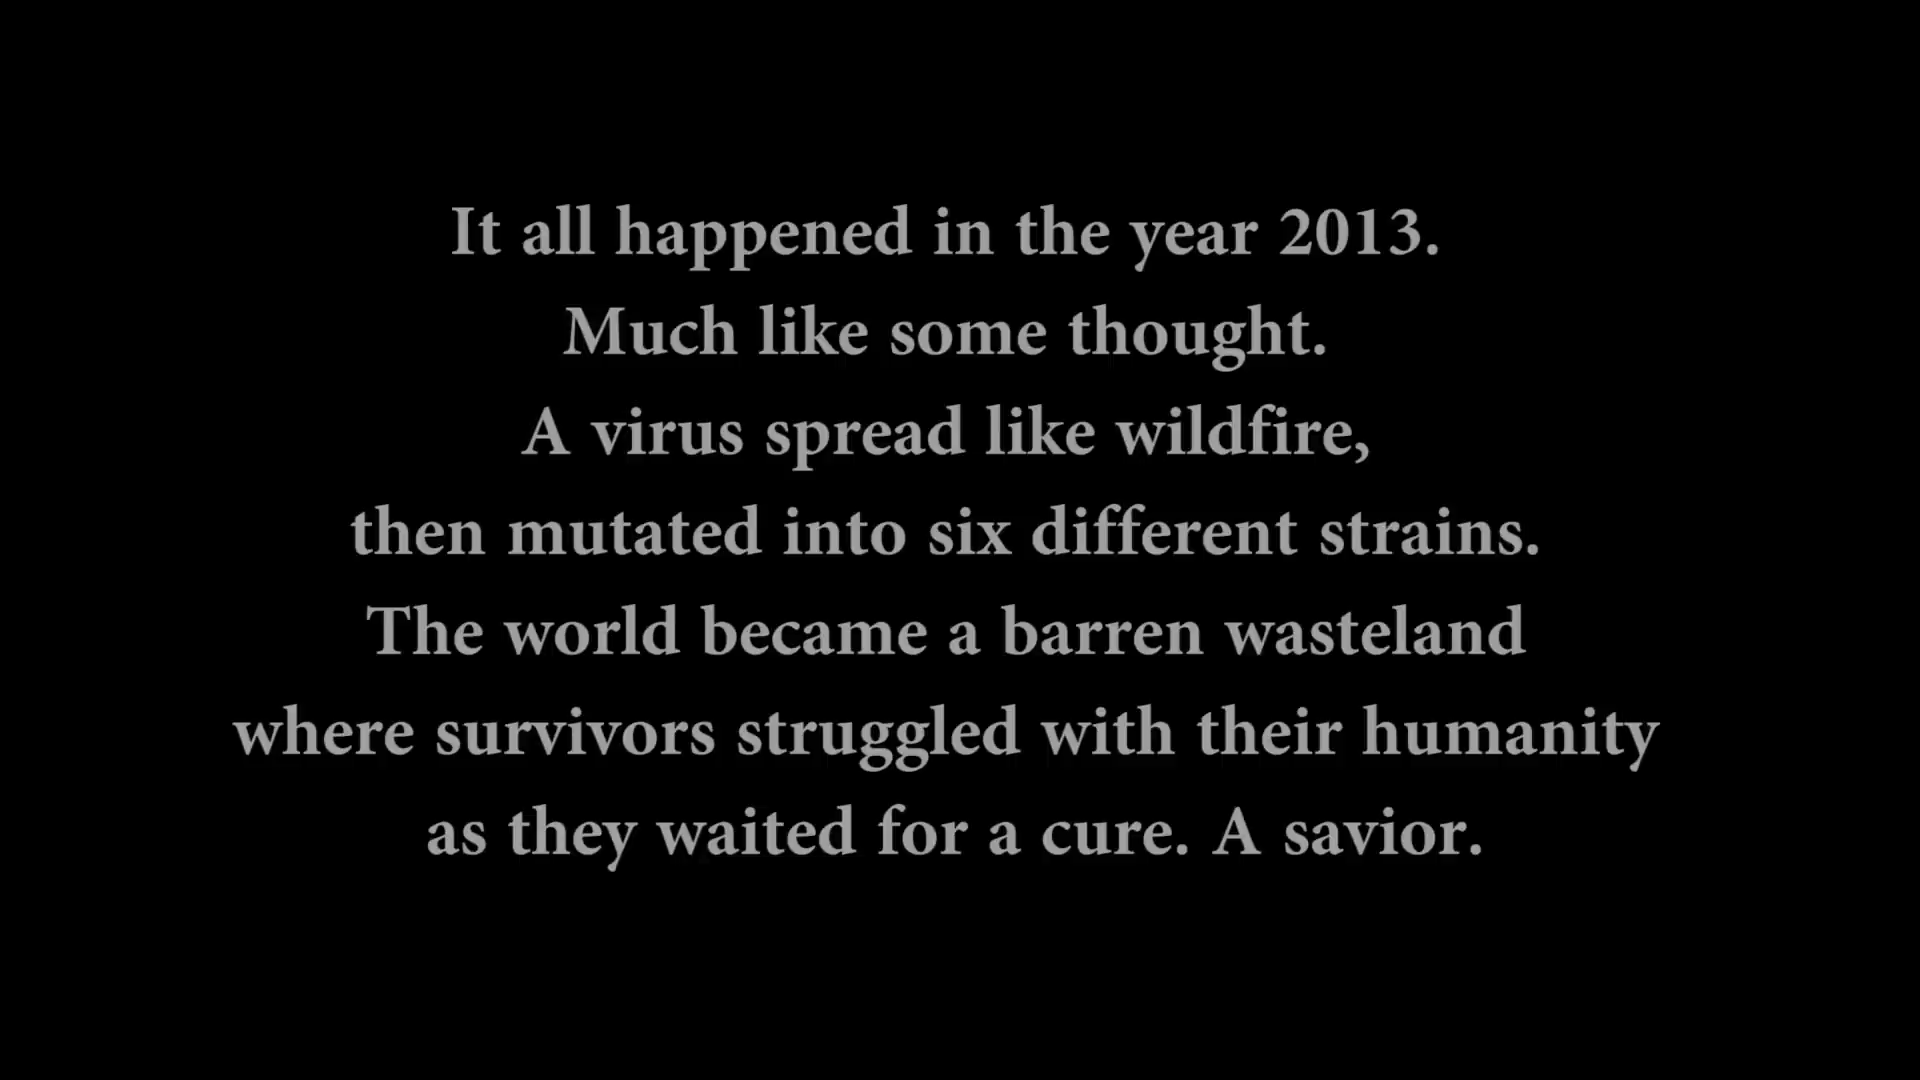 It all happened in the year 2013.
Much like some thought.
A virus spread like wildfire,
then mutated into six different strains.
The world became a barren wasteland
where survivors struggled with their humanity
as they waited for a cure. A savior.